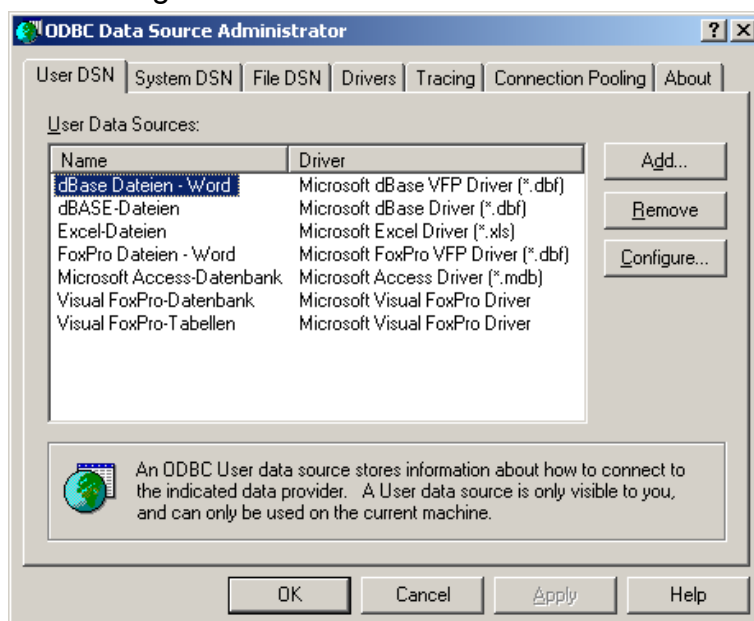 ODBC Data Source Administrator
User DSN System DSN File DSN Drivers Tracing Connection Pooling About
User Data Sources:
Name Driver
dBase Dateien - Word Microsoft dBase VFP Driver (*.dbf)
dBASE-Dateien Microsoft dBase Driver (*.dbf)
Excel-Dateien Microsoft Excel Driver (*.xls)
FoxPro Dateien - Word Microsoft FoxPro VFP Driver (*.dbf)
Microsoft Access-Datenbank Microsoft Access Driver (*.mdb)
Visual FoxPro-Datenbank Microsoft Visual FoxPro Driver
Visual FoxPro-Tabellen Microsoft Visual FoxPro Driver
Add...
Remove
Configure...
An ODBC User data source stores information about how to connect to
the indicated data provider. A User data source is only visible to you,
and can only be used on the current machine.
OK Cancel Apply Help